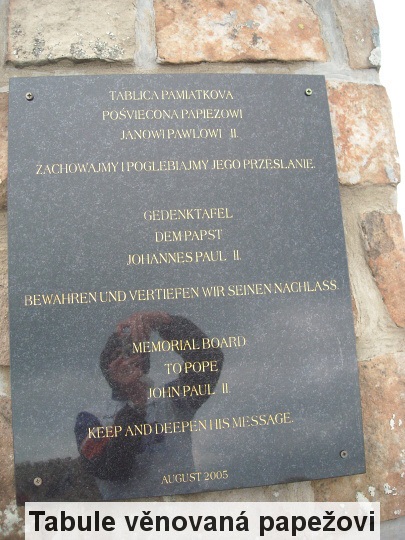 TABLICA PAMIATKOVA
POŚVIECONA PAPIEZOWI
JANOWI PAWLOWI II.
ZACHOWAJMY I POGLEBIAJMY JEGO PRZESLANIE.
GEDENKTAFEL
DEM PAPST
JOHANNES PAUL II.
BEWAHREN UND VERTIEFEN WIR SEINEN NACHLASS.
MEMORIAL BOARD
TO POPE
JOHN PAUL II.
KEEP AND DEEPEN HIS MESSAGE.
AUGUST 2005
Tabule věnovaná papežovi